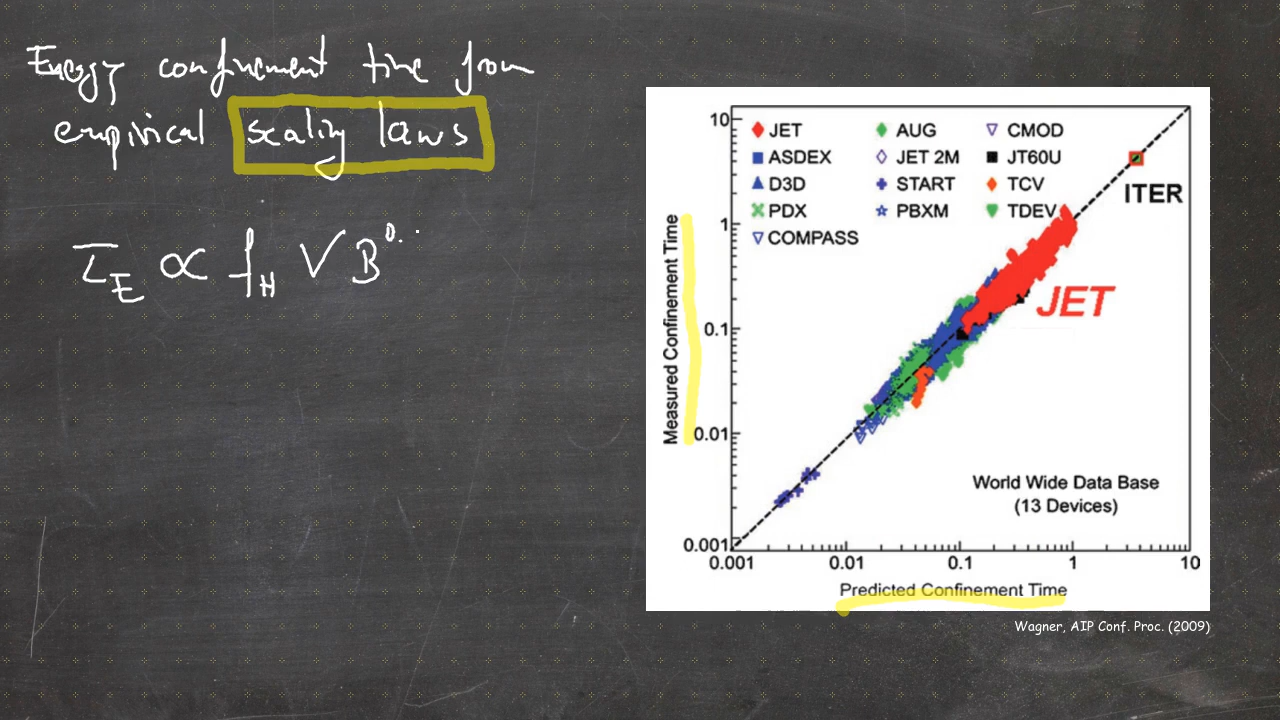 Energy confinement time from
empirical scaling laws
τ_E ∝ f_H V B^0...
10
JET
AUG
CMOD
ASDEX
JET 2M
JT60U
D3D
START
TCV
PDX
PBXM
TDEV
COMPASS
ITER
1
JET
0.1
0.01
0.001
Measured Confinement Time
World Wide Data Base
(13 Devices)
0.001 0.01 0.1 1 10
Predicted Confinement Time
Wagner, AIP Conf. Proc. (2009)